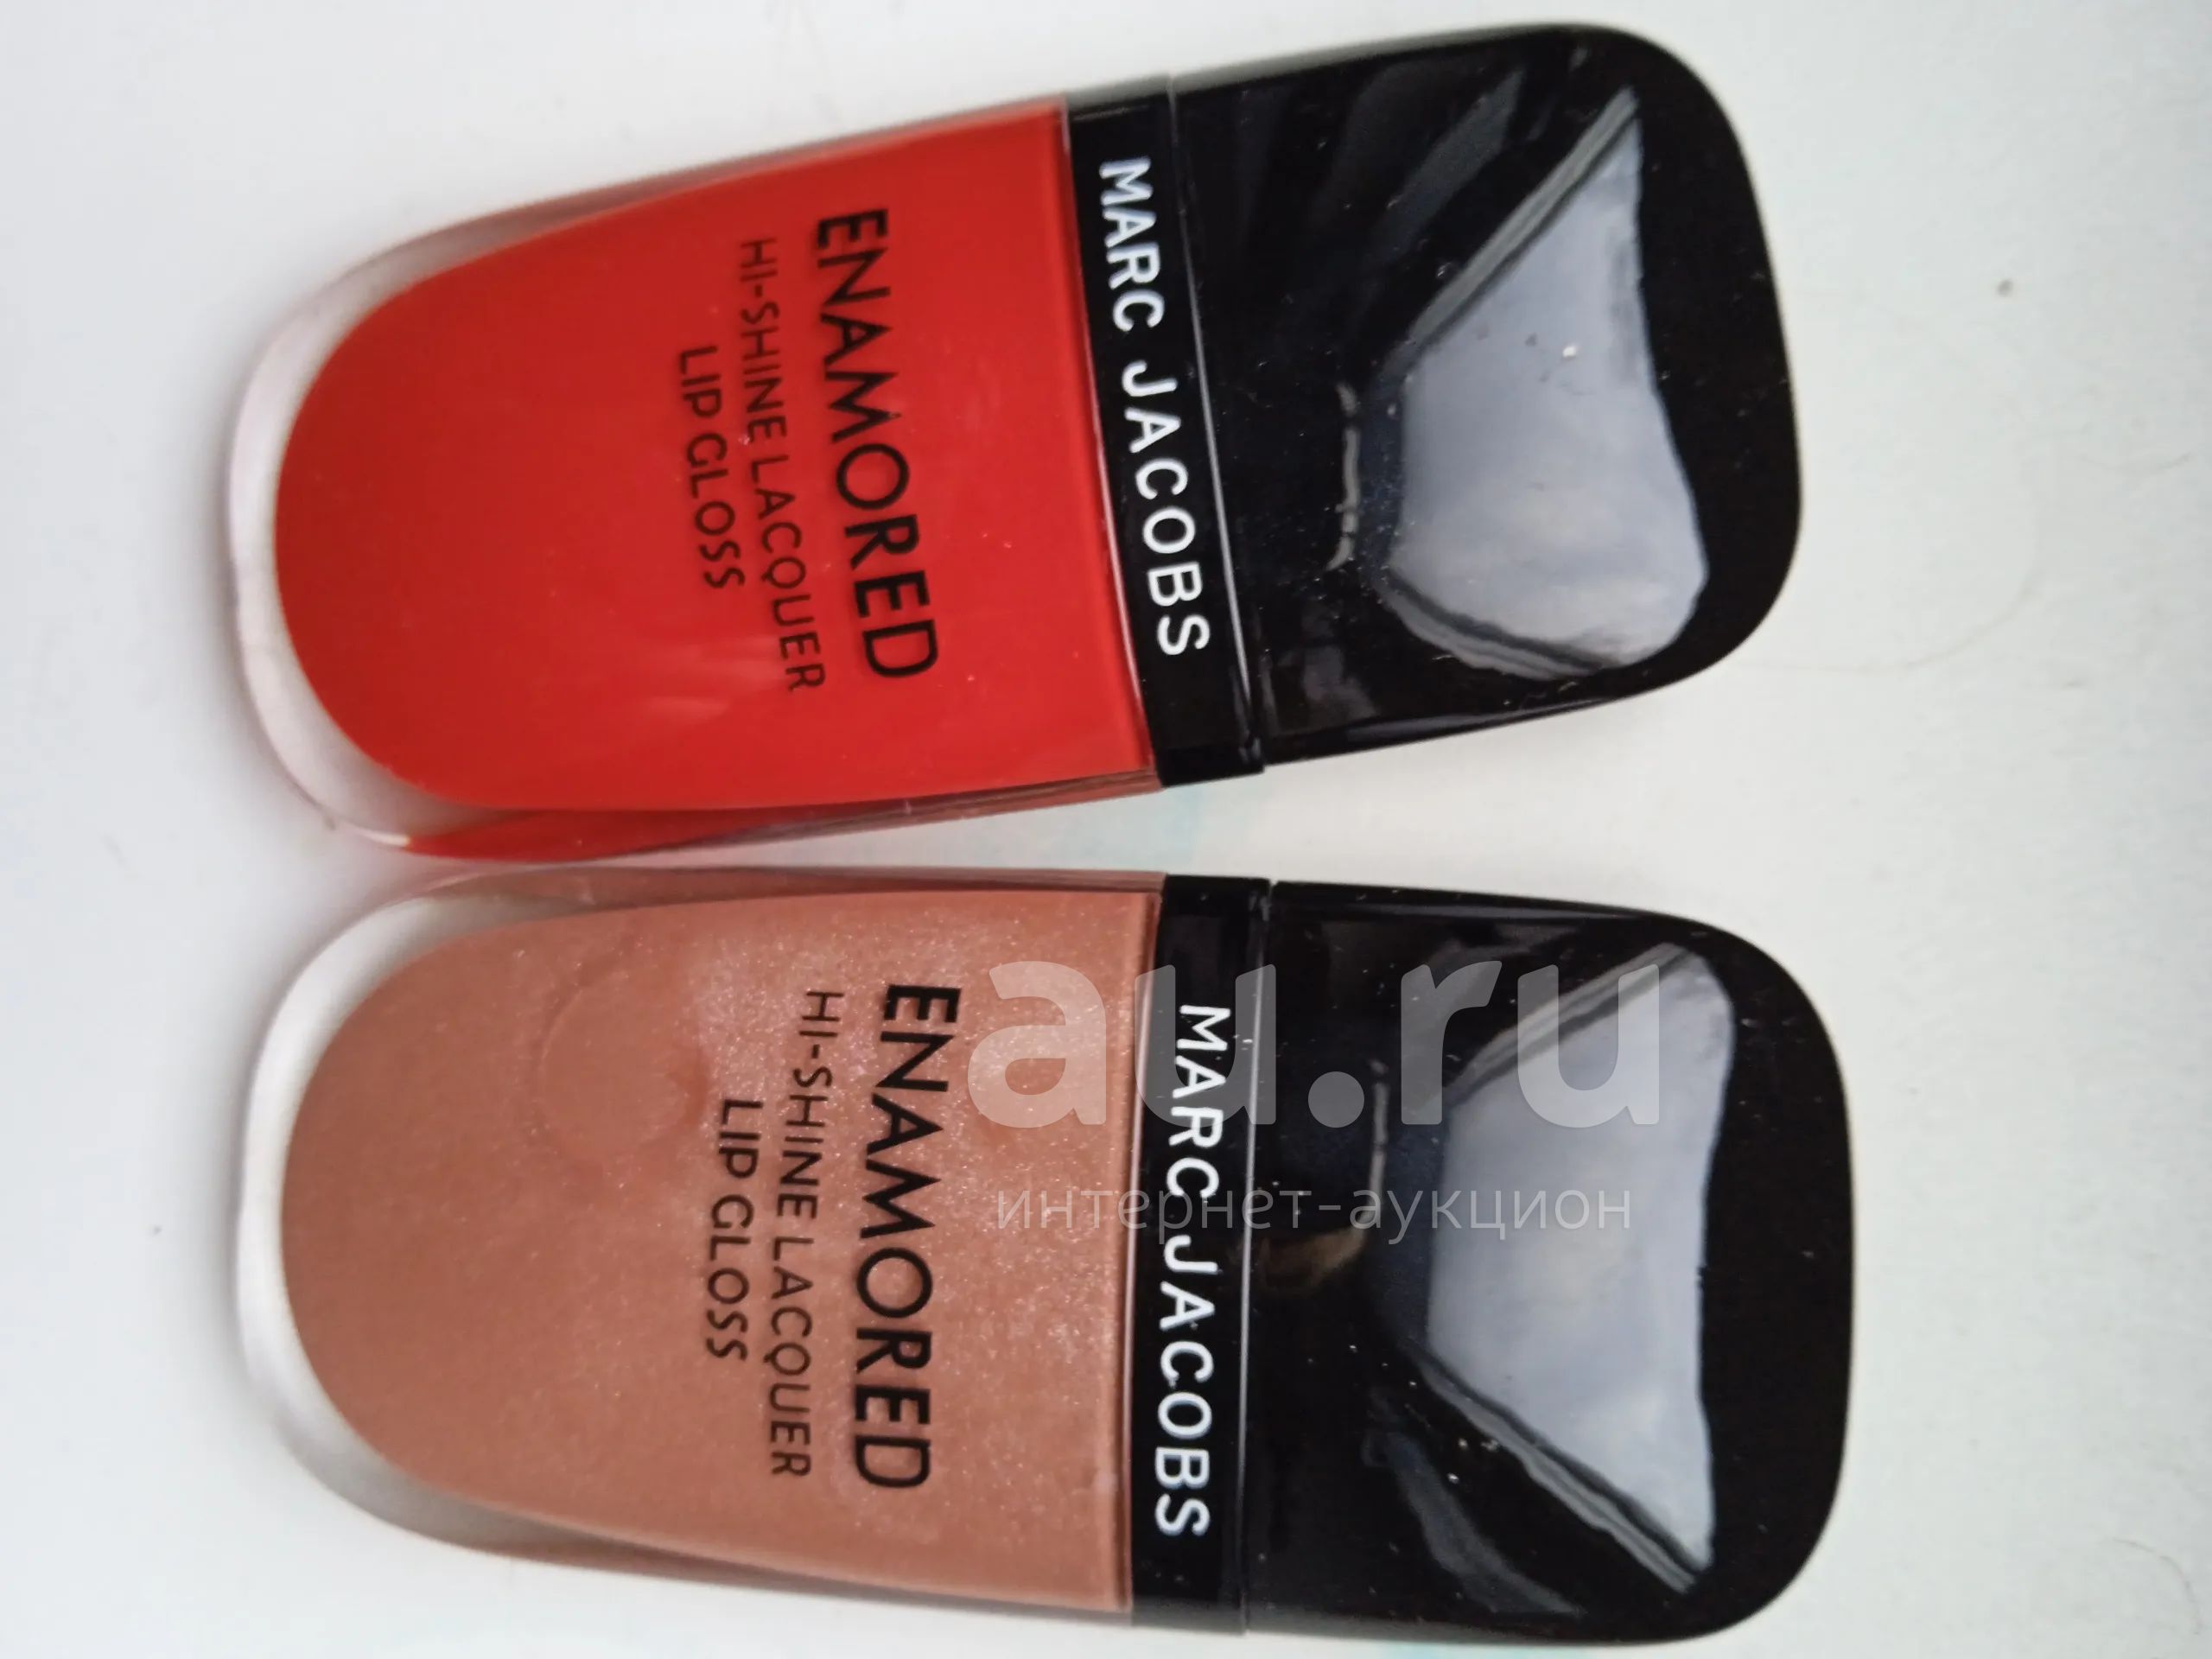 MARC JACOBS
ENAMORED
HI-SHINE LACQUER
LIP GLOSS
MARC JACOBS
ENAMORED
HI-SHINE LACQUER
LIP GLOSS
au.ru
интернет-аукцион